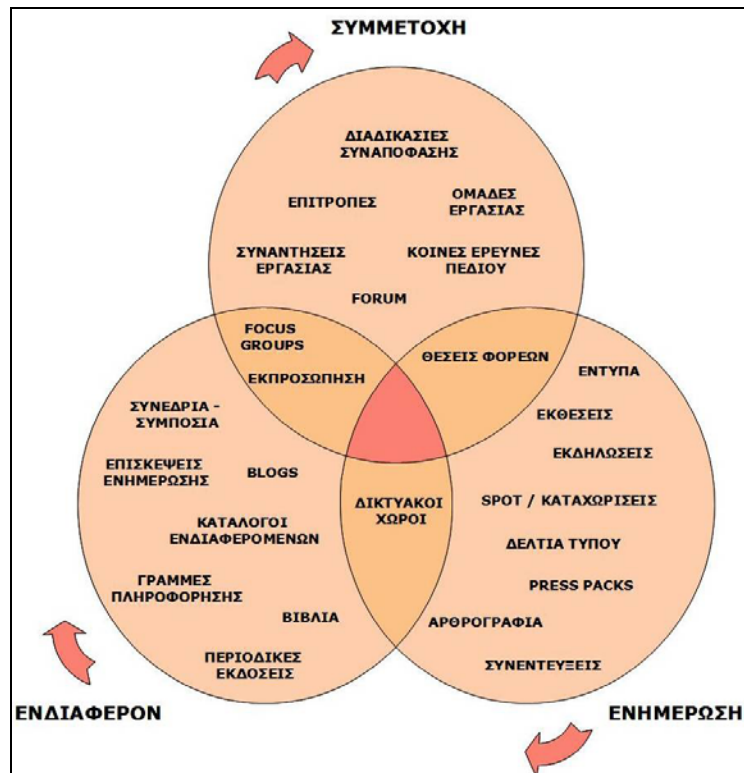 ΣΥΜΜΕΤΟΧΗ
ΔΙΑΔΙΚΑΣΙΕΣ
ΣΥΝΑΠΟΦΑΣΗΣ
ΕΠΙΤΡΟΠΕΣ
ΟΜΑΔΕΣ
ΕΡΓΑΣΙΑΣ
ΣΥΝΑΝΤΗΣΕΙΣ
ΕΡΓΑΣΙΑΣ
ΚΟΙΝΕΣ ΕΡΕΥΝΕΣ
ΠΕΔΙΟΥ
FORUM
FOCUS
GROUPS
ΕΚΠΡΟΣΩΠΗΣΗ
ΘΕΣΕΙΣ ΦΟΡΕΩΝ
ΣΥΝΕΔΡΙΑ -
ΣΥΜΠΟΣΙΑ
ΕΠΙΣΚΕΨΕΙΣ
ΕΝΗΜΕΡΩΣΗΣ
BLOGS
ΚΑΤΑΛΟΓΟΙ
ΕΝΔΙΑΦΕΡΟΜΕΝΩΝ
ΓΡΑΜΜΕΣ
ΠΛΗΡΟΦΟΡΗΣΗΣ
ΒΙΒΛΙΑ
ΠΕΡΙΟΔΙΚΕΣ
ΕΚΔΟΣΕΙΣ
ΔΙΚΤΥΑΚΟΙ
ΧΩΡΟΙ
ΕΝΤΥΠΑ
ΕΚΘΕΣΕΙΣ
ΕΚΔΗΛΩΣΕΙΣ
SPOT / ΚΑΤΑΧΩΡΙΣΕΙΣ
ΔΕΛΤΙΑ ΤΥΠΟΥ
PRESS PACKS
ΑΡΘΡΟΓΡΑΦΙΑ
ΣΥΝΕΝΤΕΥΞΕΙΣ
ΕΝΔΙΑΦΕΡΟΝ
ΕΝΗΜΕΡΩΣΗ